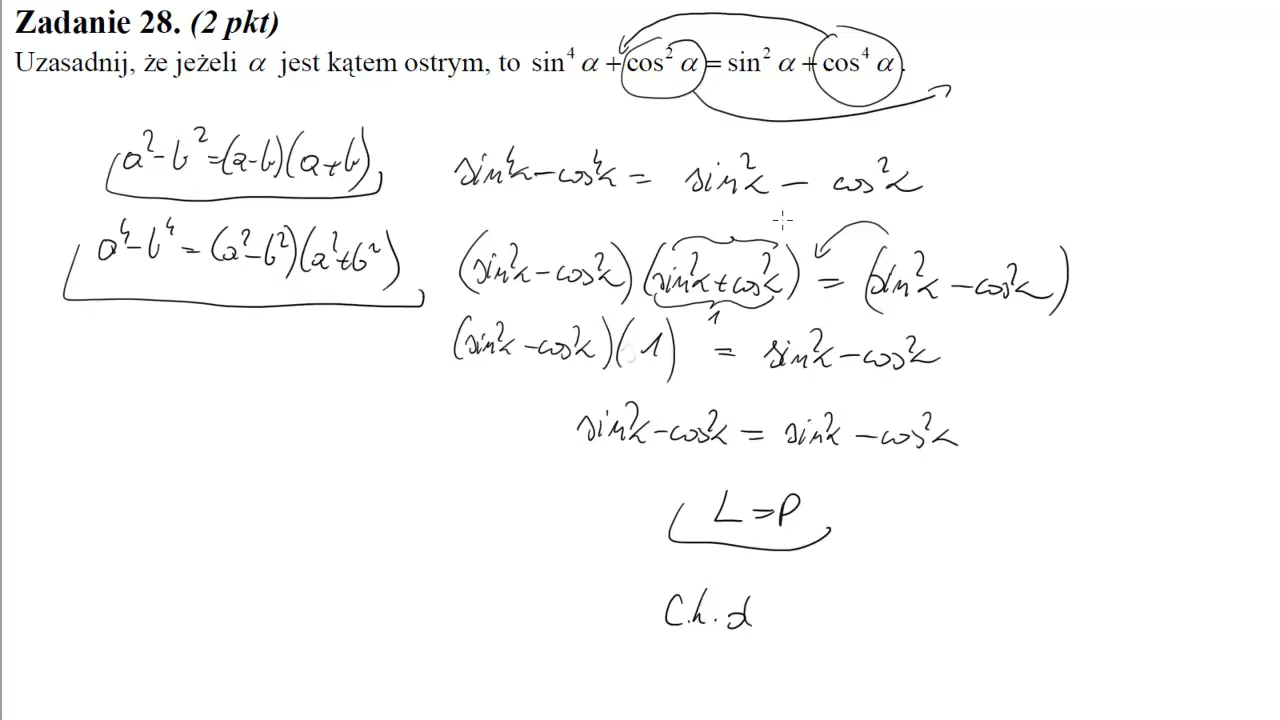 Zadanie 28. (2 pkt)
Uzasadnij, że jeżeli α jest kątem ostrym, to sin⁴ α + cos² α = sin² α + cos⁴ α.
a² - b² = (a-b)(a+b)
sin⁴α - cos⁴α = sin²α - cos²α
a⁴ - b⁴ = (a² - b²)(a² + b²)
(sin²α - cos²α)(sin²α + cos²α) = (sin²α - cos²α)
1
(sin²α - cos²α)(1) = sin²α - cos²α
sin²α - cos²α = sin²α - cos²α
L = P
C.k.d